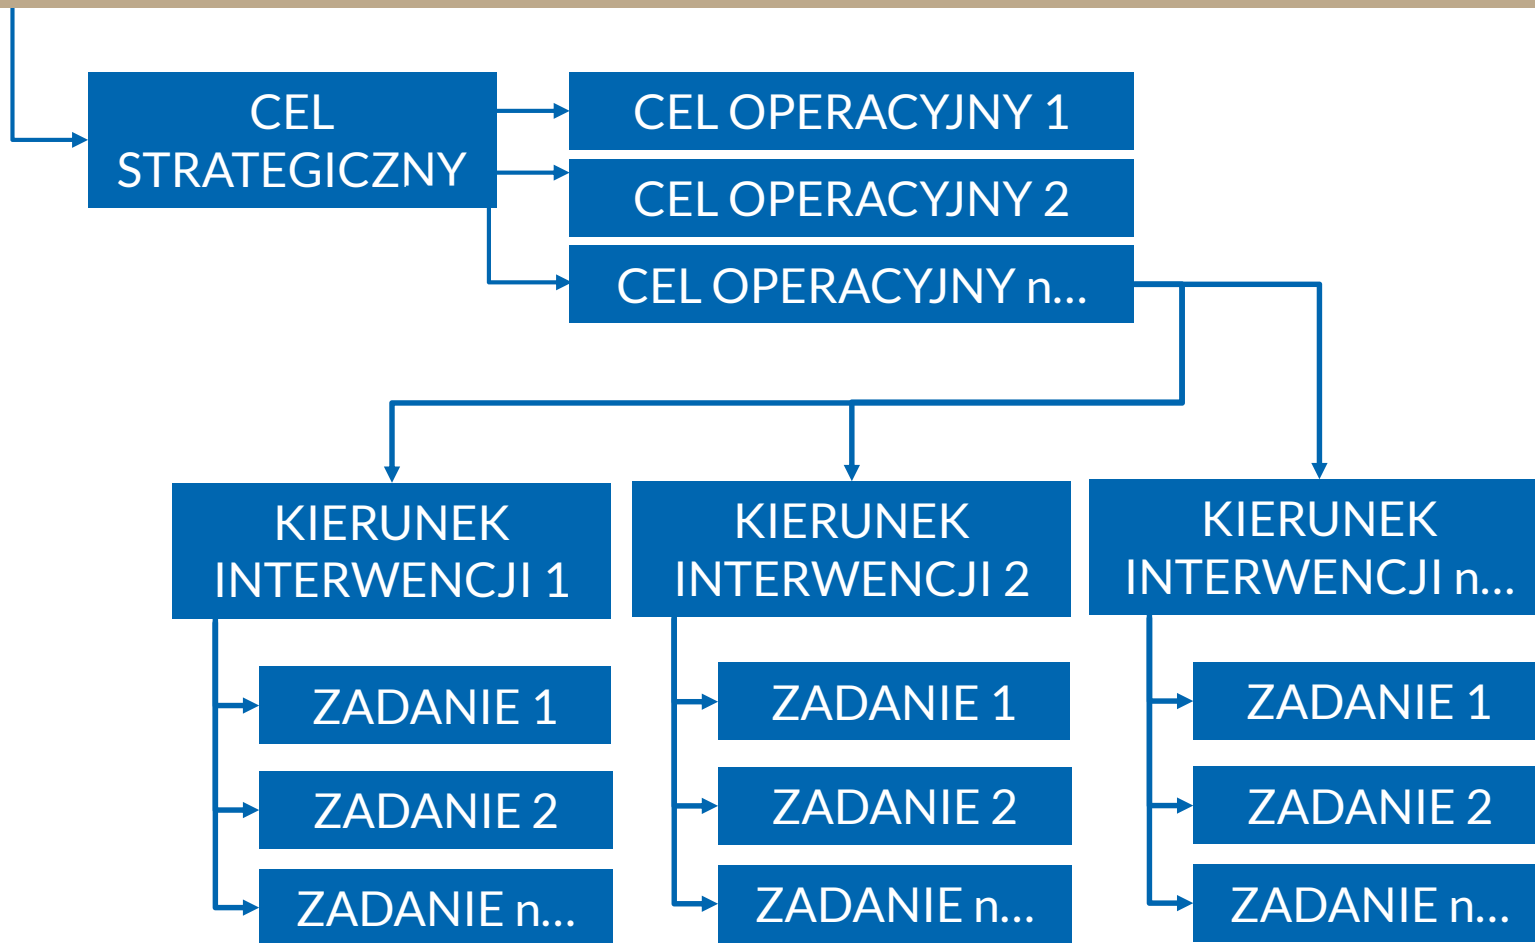 CEL
STRATEGICZNY
CEL OPERACYJNY 1
CEL OPERACYJNY 2
CEL OPERACYJNY n...
KIERUNEK
INTERWENCJI 1
ZADANIE 1
ZADANIE 2
ZADANIE n...
KIERUNEK
INTERWENCJI 2
ZADANIE 1
ZADANIE 2
ZADANIE n...
KIERUNEK
INTERWENCJI n...
ZADANIE 1
ZADANIE 2
ZADANIE n...